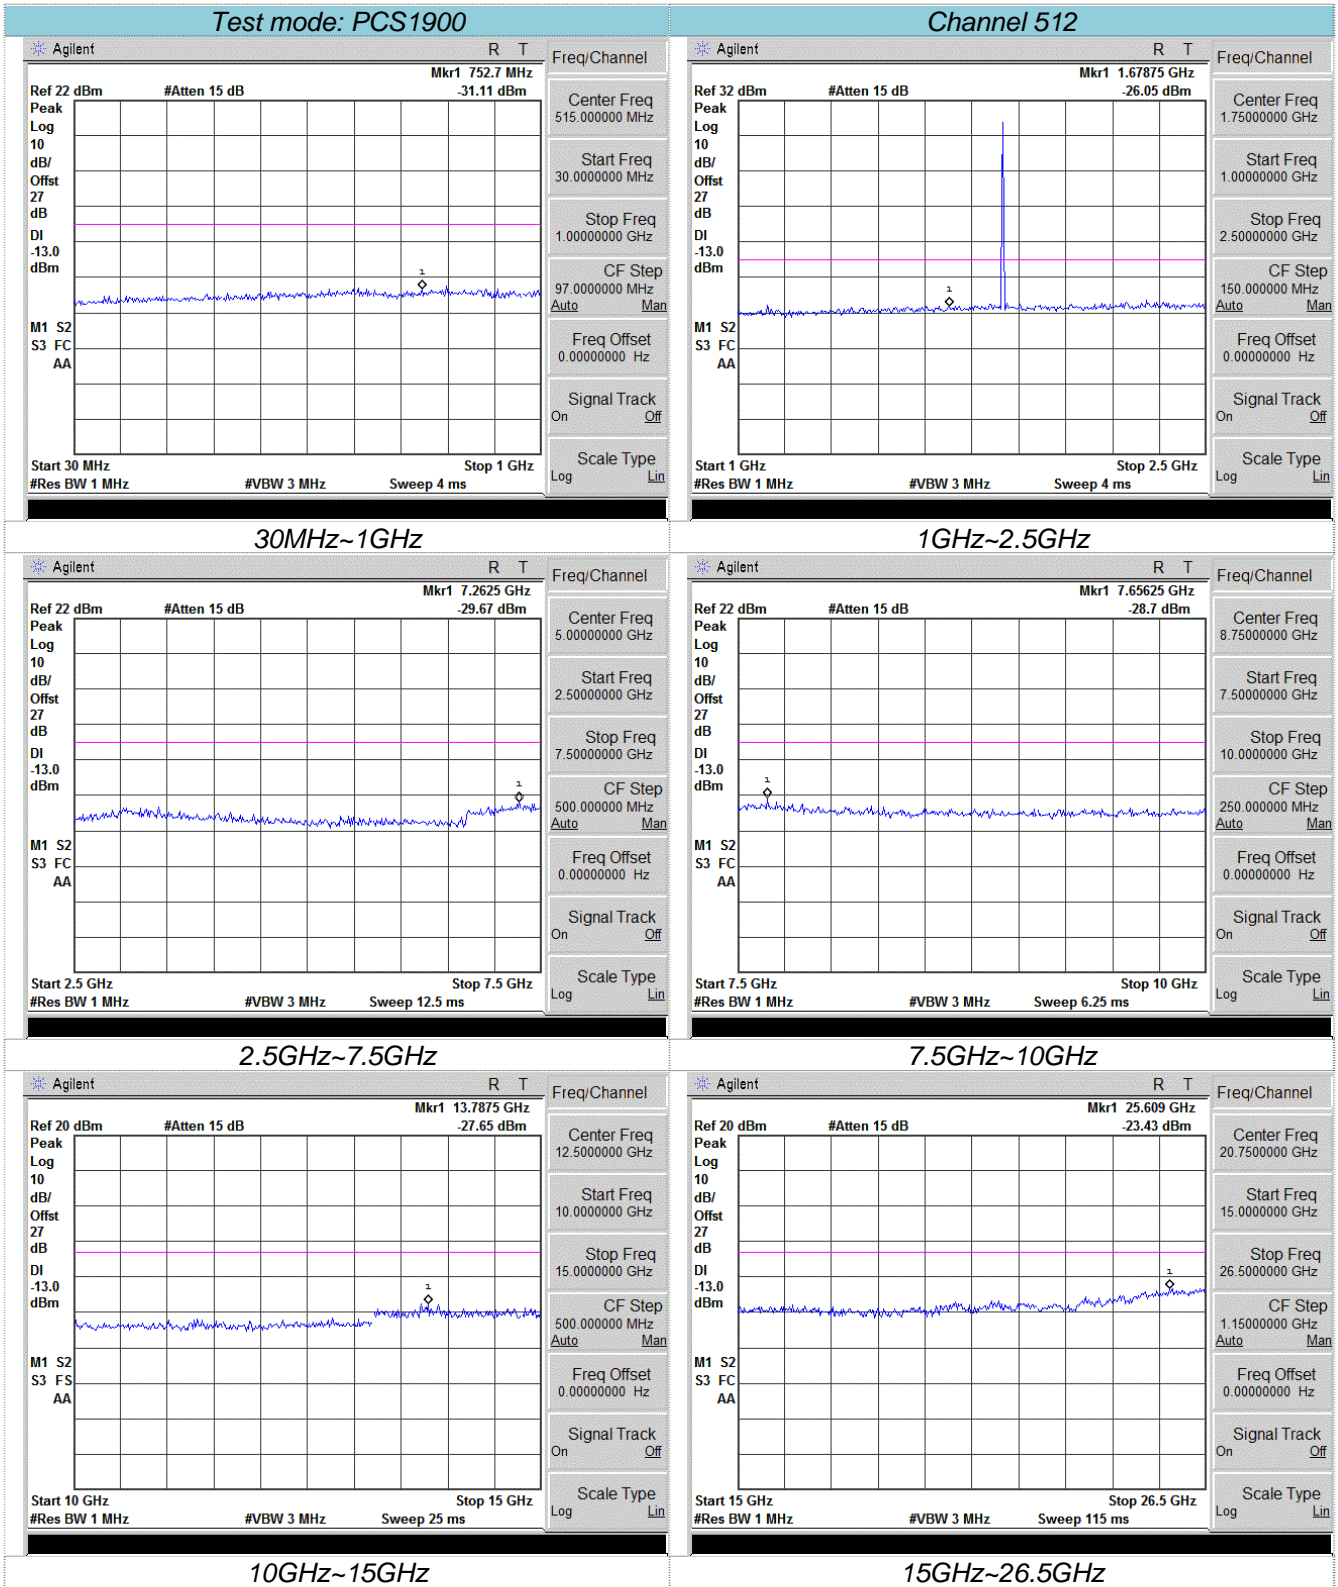 Test mode: PCS1900
Channel 512
Agilent
R T
Freq/Channel
Mkr1 752.7 MHz
Ref 22 dBm
#Atten 15 dB
-31.11 dBm
Peak
Log
10
dB/
Offst
27
dB
DI
-13.0
dBm
M1 S2
S3 FC
AA
1
Start 30 MHz
Stop 1 GHz
#Res BW 1 MHz
#VBW 3 MHz
Sweep 4 ms
Center Freq
515.000000 MHz
Start Freq
30.0000000 MHz
Stop Freq
1.00000000 GHz
CF Step
97.0000000 MHz
Auto Man
Freq Offset
0.00000000 Hz
Signal Track
On Off
Scale Type
Log Lin
Agilent
R T
Freq/Channel
Mkr1 1.67875 GHz
Ref 32 dBm
#Atten 15 dB
-26.05 dBm
Peak
Log
10
dB/
Offst
27
dB
DI
-13.0
dBm
M1 S2
S3 FC
AA
1
Start 1 GHz
Stop 2.5 GHz
#Res BW 1 MHz
#VBW 3 MHz
Sweep 4 ms
Center Freq
1.75000000 GHz
Start Freq
1.00000000 GHz
Stop Freq
2.50000000 GHz
CF Step
150.000000 MHz
Auto Man
Freq Offset
0.00000000 Hz
Signal Track
On Off
Scale Type
Log Lin
30MHz~1GHz
1GHz~2.5GHz
Agilent
R T
Freq/Channel
Mkr1 7.2625 GHz
Ref 22 dBm
#Atten 15 dB
-29.67 dBm
Peak
Log
10
dB/
Offst
27
dB
DI
-13.0
dBm
M1 S2
S3 FC
AA
1
Start 2.5 GHz
Stop 7.5 GHz
#Res BW 1 MHz
#VBW 3 MHz
Sweep 12.5 ms
Center Freq
5.00000000 GHz
Start Freq
2.50000000 GHz
Stop Freq
7.50000000 GHz
CF Step
500.000000 MHz
Auto Man
Freq Offset
0.00000000 Hz
Signal Track
On Off
Scale Type
Log Lin
Agilent
R T
Freq/Channel
Mkr1 7.65625 GHz
Ref 22 dBm
#Atten 15 dB
-28.7 dBm
Peak
Log
10
dB/
Offst
27
dB
DI
-13.0
dBm
M1 S2
S3 FC
AA
1
Start 7.5 GHz
Stop 10 GHz
#Res BW 1 MHz
#VBW 3 MHz
Sweep 6.25 ms
Center Freq
8.75000000 GHz
Start Freq
7.50000000 GHz
Stop Freq
10.0000000 GHz
CF Step
250.000000 MHz
Auto Man
Freq Offset
0.00000000 Hz
Signal Track
On Off
Scale Type
Log Lin
2.5GHz~7.5GHz
7.5GHz~10GHz
Agilent
R T
Freq/Channel
Mkr1 13.7875 GHz
Ref 20 dBm
#Atten 15 dB
-27.65 dBm
Peak
Log
10
dB/
Offst
27
dB
DI
-13.0
dBm
M1 S2
S3 FS
AA
1
Start 10 GHz
Stop 15 GHz
#Res BW 1 MHz
#VBW 3 MHz
Sweep 25 ms
Center Freq
12.5000000 GHz
Start Freq
10.0000000 GHz
Stop Freq
15.0000000 GHz
CF Step
500.000000 MHz
Auto Man
Freq Offset
0.00000000 Hz
Signal Track
On Off
Scale Type
Log Lin
Agilent
R T
Freq/Channel
Mkr1 25.609 GHz
Ref 20 dBm
#Atten 15 dB
-23.43 dBm
Peak
Log
10
dB/
Offst
27
dB
DI
-13.0
dBm
M1 S2
S3 FC
AA
1
Start 15 GHz
Stop 26.5 GHz
#Res BW 1 MHz
#VBW 3 MHz
Sweep 115 ms
Center Freq
20.7500000 GHz
Start Freq
15.0000000 GHz
Stop Freq
26.5000000 GHz
CF Step
1.15000000 GHz
Auto Man
Freq Offset
0.00000000 Hz
Signal Track
On Off
Scale Type
Log Lin
10GHz~15GHz
15GHz~26.5GHz